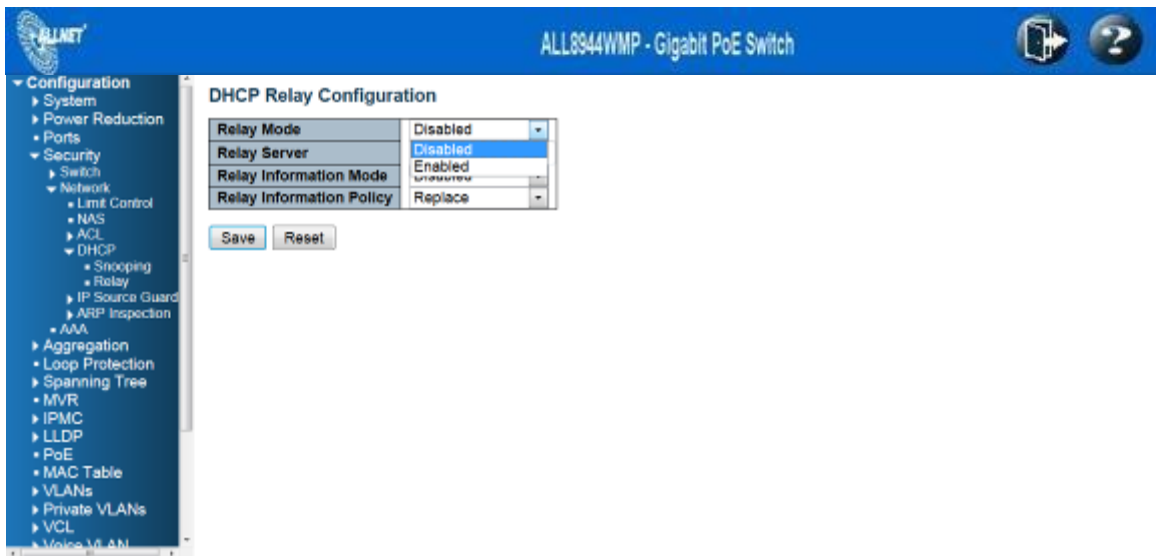 ALLNET
ALL8944WMP - Gigabit PoE Switch
Configuration
System
Power Reduction
Ports
Security
Switch
Network
Limit Control
NAS
ACL
DHCP
Snooping
Relay
IP Source Guard
ARP Inspection
AAA
Aggregation
Loop Protection
Spanning Tree
MVR
IPMC
LLDP
PoE
MAC Table
VLANs
Private VLANs
VCL
Voice VLAN
DHCP Relay Configuration
Relay Mode Disabled
Relay Server Disabled
Enabled
Relay Information Mode Disabled
Relay Information Policy Replace
Save Reset